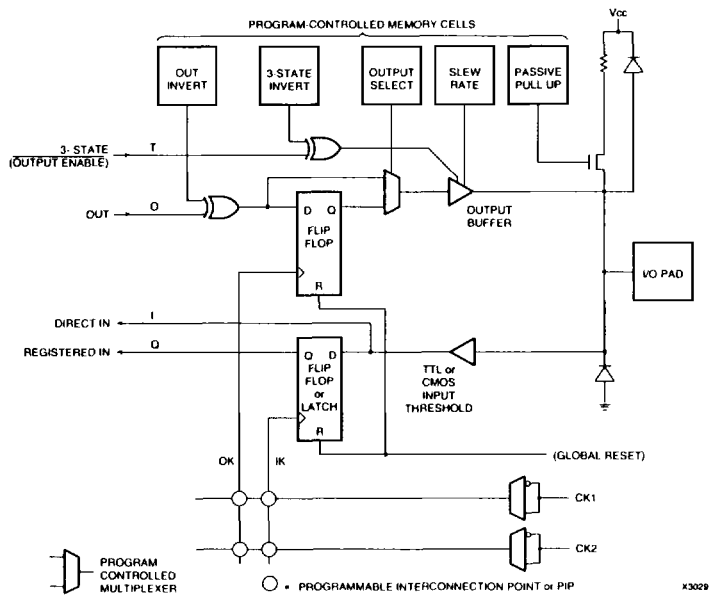 PROGRAM-CONTROLLED MEMORY CELLS
Vcc
OUT
INVERT
3-STATE
INVERT
OUTPUT
SELECT
SLEW
RATE
PASSIVE
PULL UP
3- STATE
(OUTPUT ENABLE)
T
OUT
O
D Q
FLIP
FLOP
R
OUTPUT
BUFFER
I/O PAD
DIRECT IN
I
REGISTERED IN
Q
Q D
FLIP
FLOP
or
LATCH
R
TTL or
CMOS
INPUT
THRESHOLD
OK
IK
(GLOBAL RESET)
CK1
CK2
PROGRAM
CONTROLLED
MULTIPLEXER
= PROGRAMMABLE INTERCONNECTION POINT or PIP
X3029